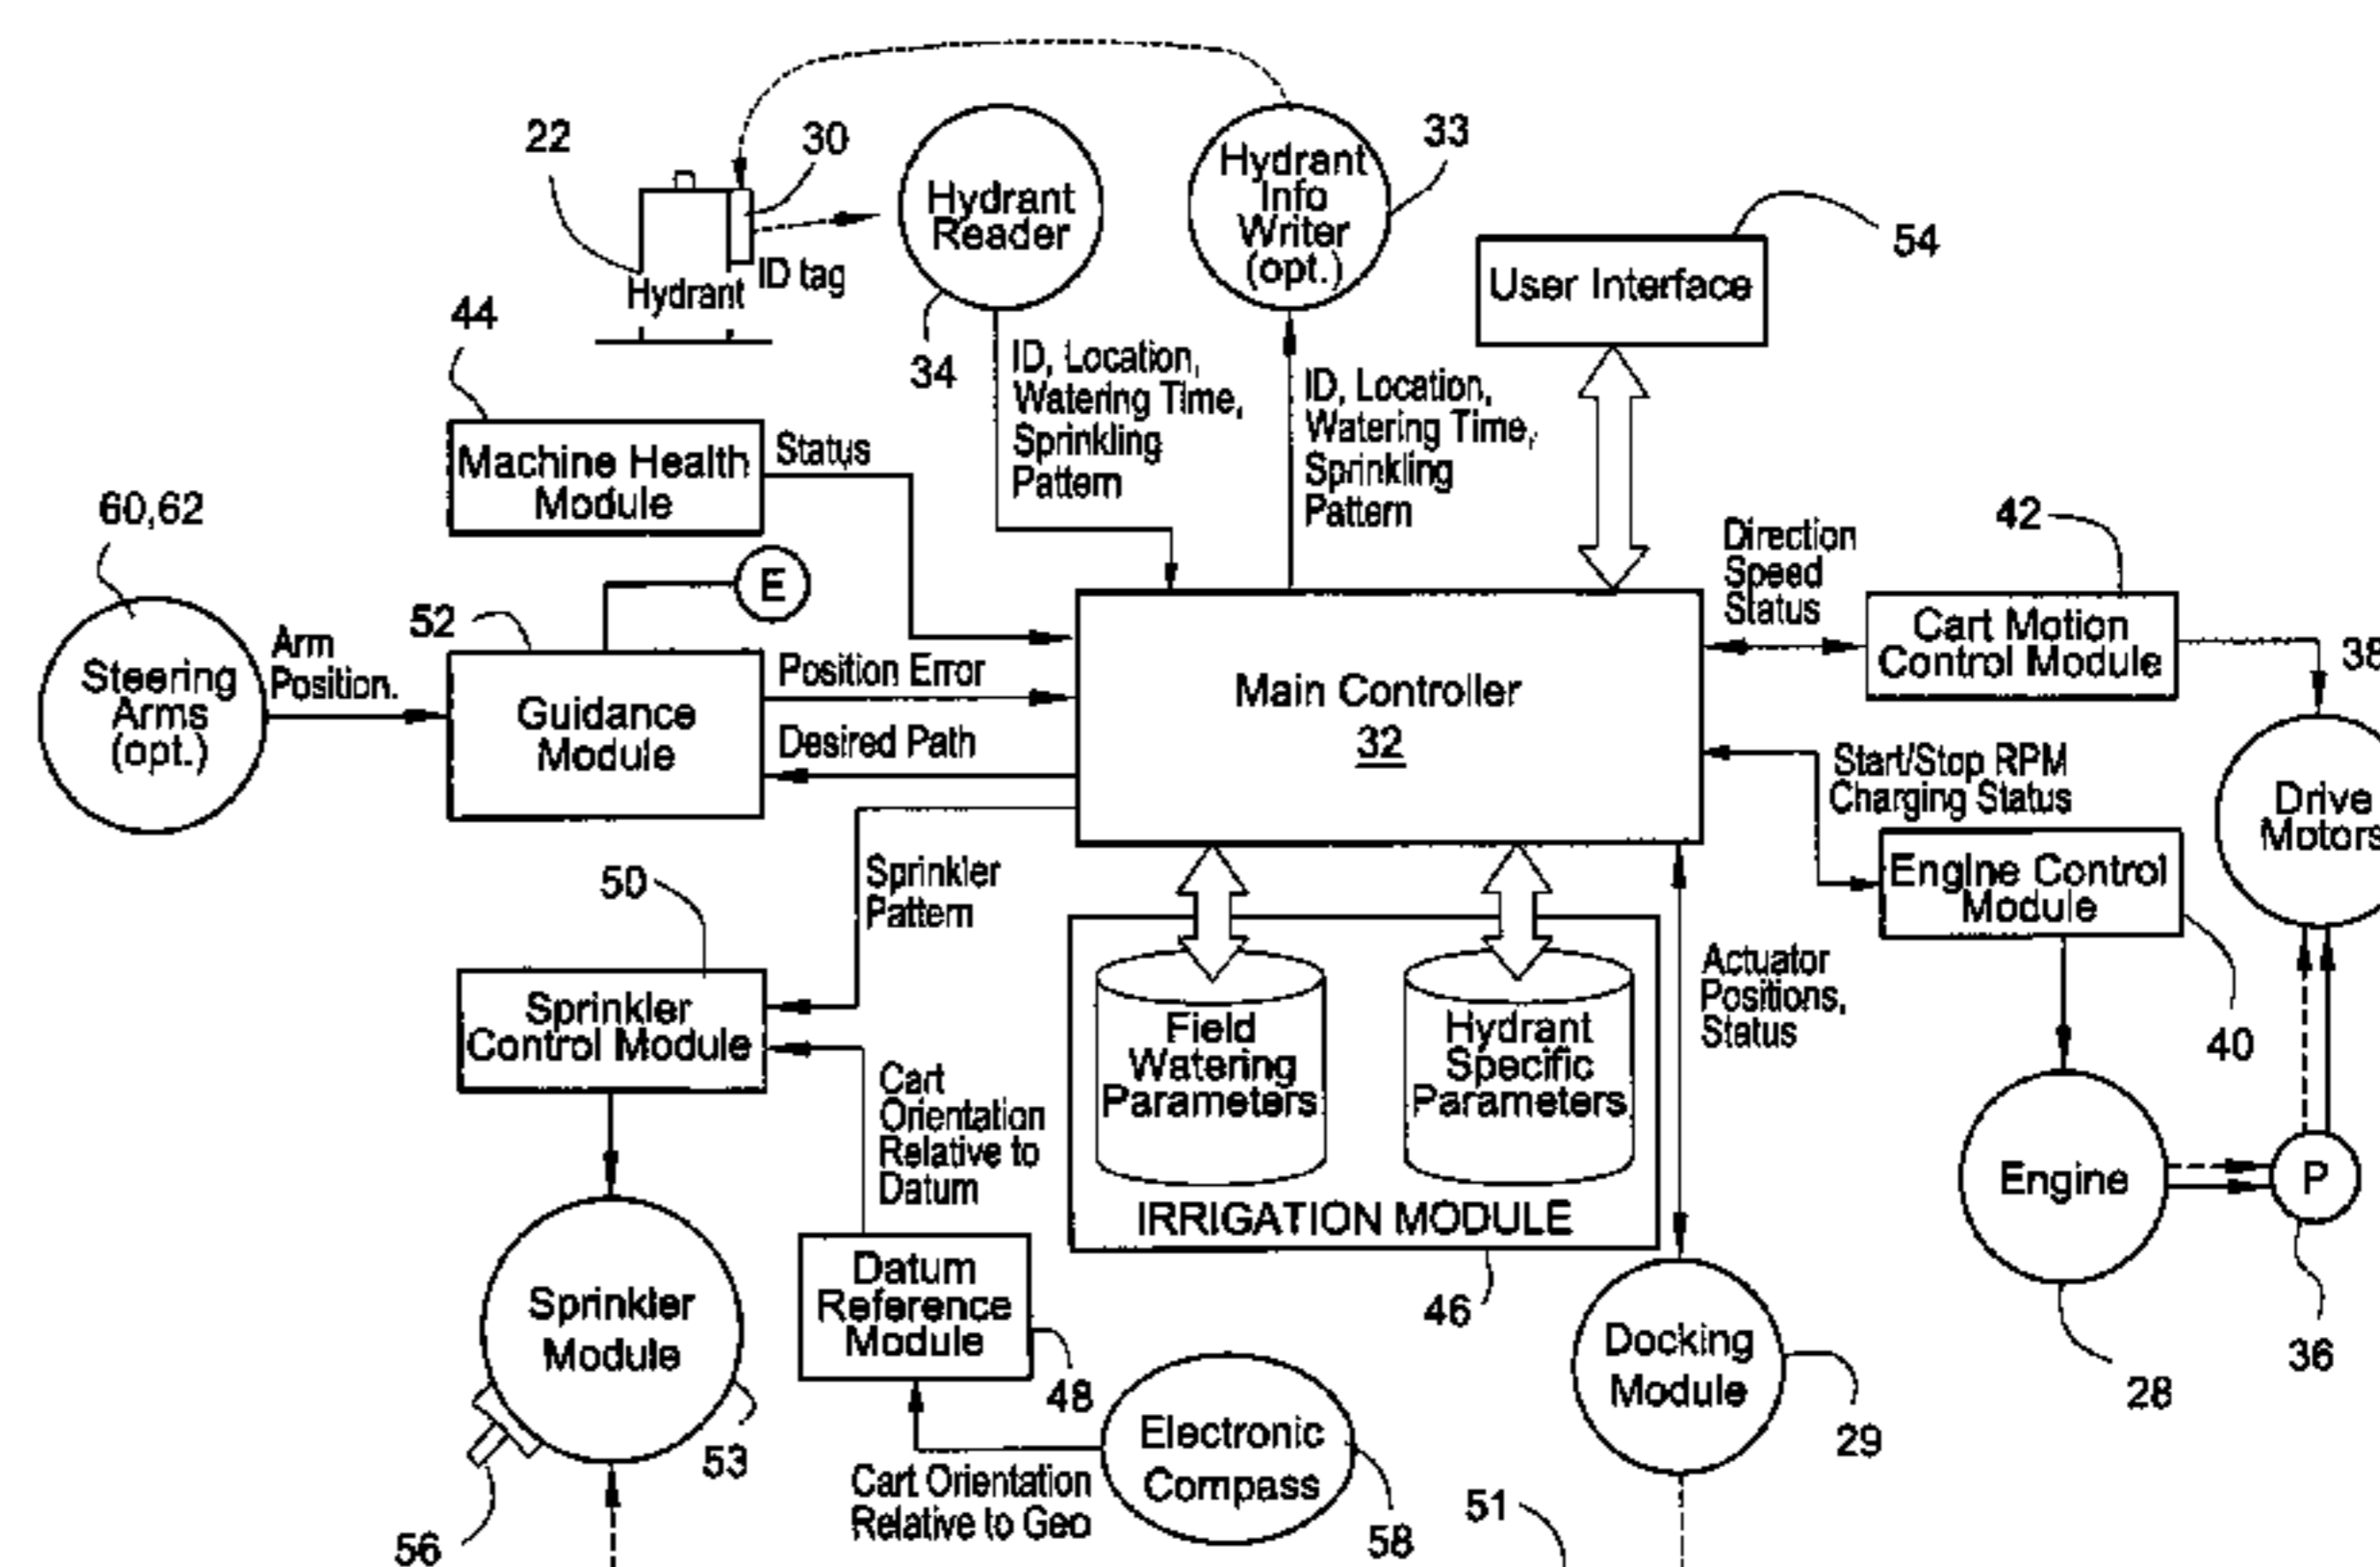 22
30
Hydrant
ID tag
Hydrant
Reader
34
Hydrant
Info
Writer
(opt.)
33
54
User Interface
44
Machine Health
Module
Status
ID, Location,
Watering Time,
Sprinkling
Pattern
ID, Location,
Watering Time,
Sprinkling
Pattern
60,62
Steering
Arms
(opt.)
Arm
Position.
52
E
Guidance
Module
Position Error
Desired Path
Main Controller
32
Direction
Speed
Status
42
Cart Motion
Control Module
38
Drive
Motors
Start/Stop RPM
Charging Status
Engine Control
Module
40
50
Sprinkler
Pattern
Sprinkler
Control Module
Cart
Orientation
Relative to
Datum
Field
Watering
Parameters
Hydrant
Specific
Parameters
IRRIGATION MODULE
46
Actuator
Positions,
Status
Engine
28
P
36
Sprinkler
Module
53
56
Datum
Reference
Module
48
Electronic
Compass
58
Cart Orientation
Relative to Geo
Docking
Module
29
51